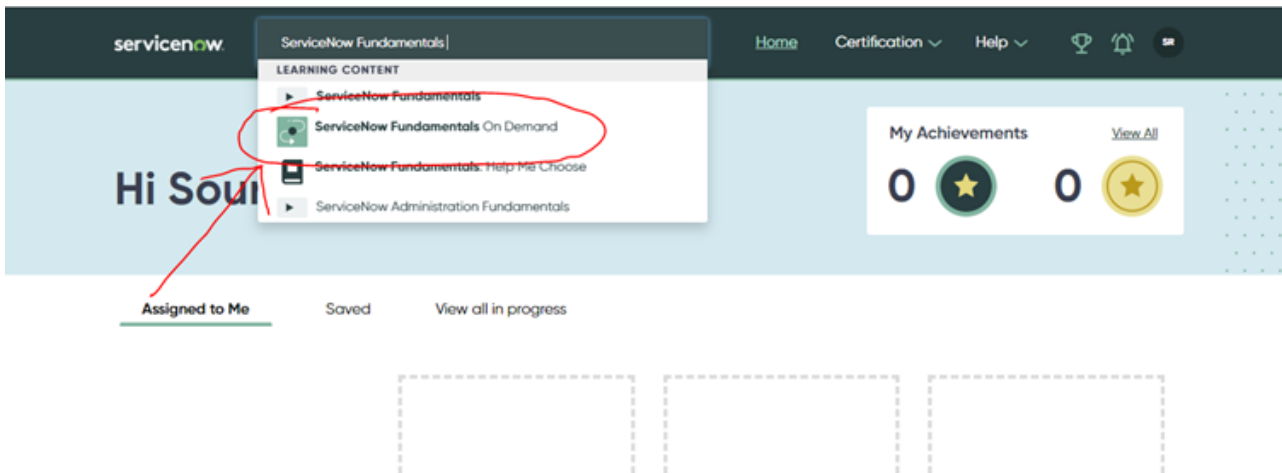 servicenow
ServiceNow Fundamentals
Home
Certification
Help
SR
LEARNING CONTENT
ServiceNow Fundamentals
ServiceNow Fundamentals On Demand
ServiceNow Fundamentals: Help Me Choose
ServiceNow Administration Fundamentals
Hi Sour
My Achievements
View All
0
0
Assigned to Me
Saved
View all in progress